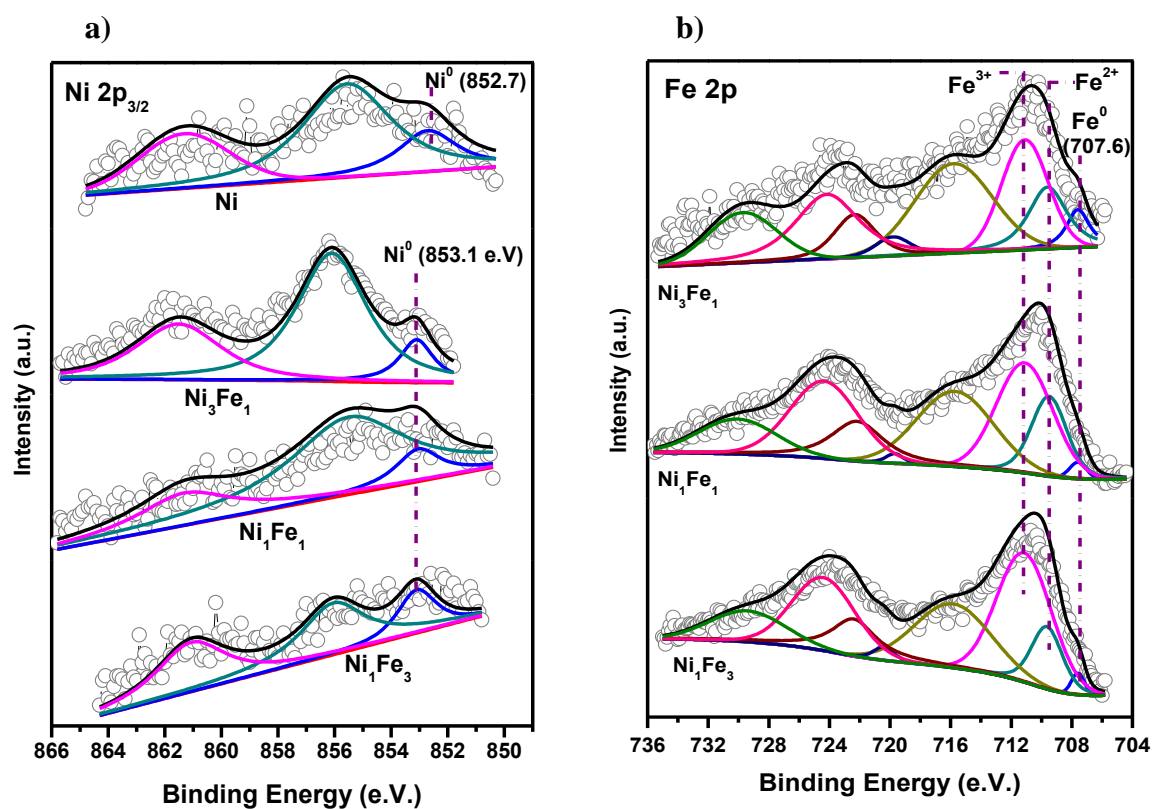 a)
Ni 2p3/2
Ni0 (852.7)
Ni
Ni0 (853.1 e.V)
Ni3Fe1
Ni1Fe1
Ni1Fe3
Intensity (a.u.)
866 864 862 860 858 856 854 852 850
Binding Energy (e.V.)
b)
Fe 2p
Fe3+
Fe2+
Fe0
(707.6)
Ni3Fe1
Ni1Fe1
Ni1Fe3
Intensity (a.u.)
736 732 728 724 720 716 712 708 704
Binding Energy (e.V.)